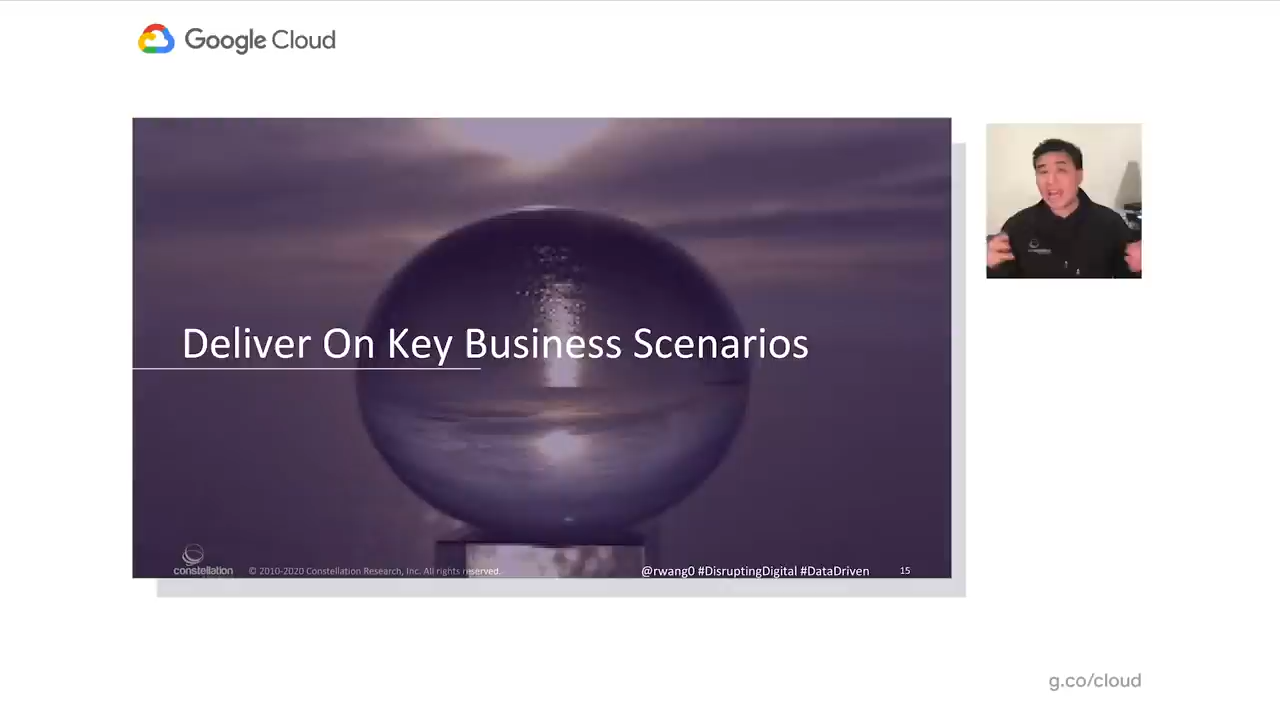 Google Cloud
Deliver On Key Business Scenarios
constellation
© 2010-2020 Constellation Research, Inc. All rights reserved.
@rwang0 #DisruptingDigital #DataDriven
15
g.co/cloud